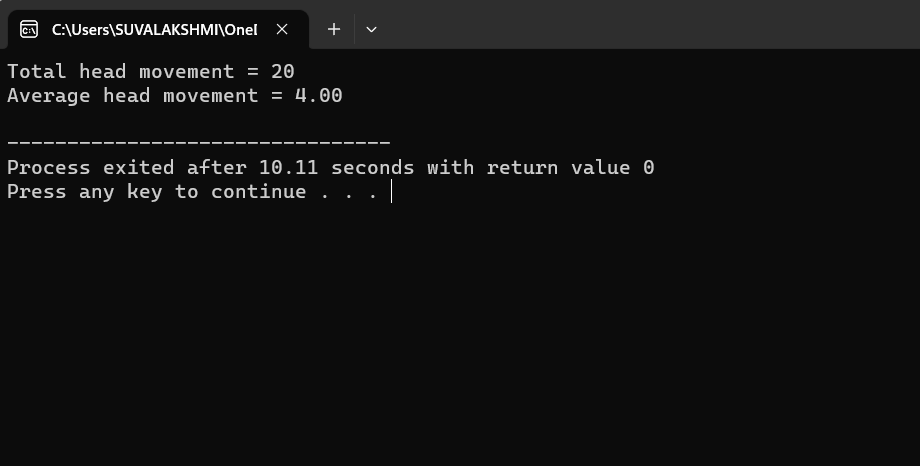 C:\Users\SUVALAKSHMI\OneD
Total head movement = 20
Average head movement = 4.00
--------------------------------
Process exited after 10.11 seconds with return value 0
Press any key to continue . . .